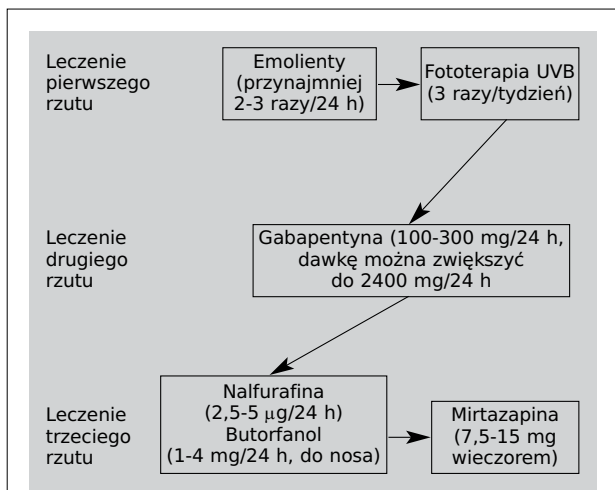 Leczenie
pierwszego
rzutu
Emolienty
(przynajmniej
2-3 razy/24 h)
Fototerapia UVB
(3 razy/tydzień)
Leczenie
drugiego
rzutu
Gabapentyna (100-300 mg/24 h,
dawkę można zwiększyć
do 2400 mg/24 h
Leczenie
trzeciego
rzutu
Nalfurafina
(2,5-5 μg/24 h)
Butorfanol
(1-4 mg/24 h, do nosa)
Mirtazapina
(7,5-15 mg
wieczorem)